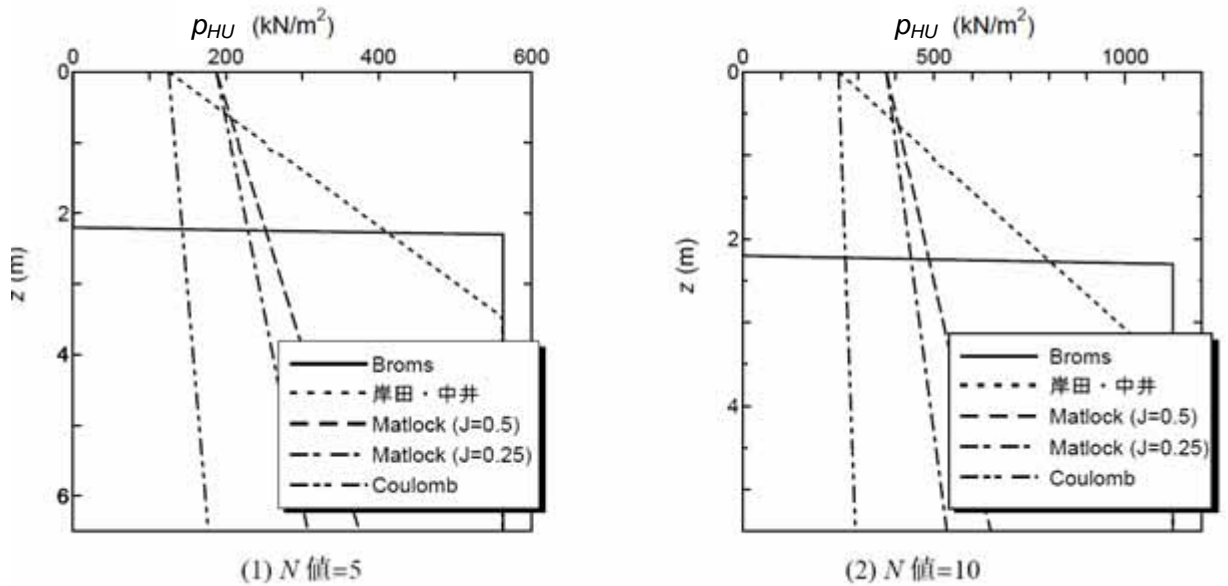 p_HU (kN/m²)
0 200 400 600
0
2
4
6
z (m)
Broms
岸田・中井
Matlock (J=0.5)
Matlock (J=0.25)
Coulomb
(1) N 値=5
p_HU (kN/m²)
0 500 1000
0
2
4
z (m)
Broms
岸田・中井
Matlock (J=0.5)
Matlock (J=0.25)
Coulomb
(2) N 値=10